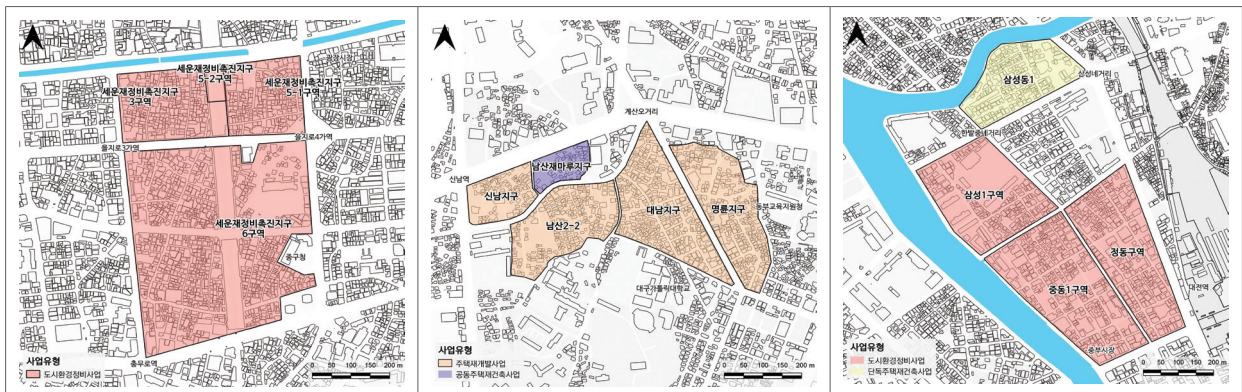 광장시장
세운재정비촉진지구
5-2구역
세운재정비촉진지구
3구역
세운재정비촉진지구
5-1구역
을지로4가역
을지로3가역
세운재정비촉진지구
6구역
중구청
충무로역
사업유형
도시환경정비사업
0 50 100 150 200 m
계산오거리
남산재마루지구
신남역
신남지구
남산2-2
대남지구
명륜지구
동부교육지원청
대구가톨릭대학교
사업유형
주택재개발사업
공동주택재건축사업
0 50 100 150 200 m
삼성동1
삼성네거리
한밭중네거리
삼성1구역
정동구역
중동1구역
대전역
중부시장
사업유형
도시환경정비사업
단독주택재건축사업
0 50 100 150 200 m